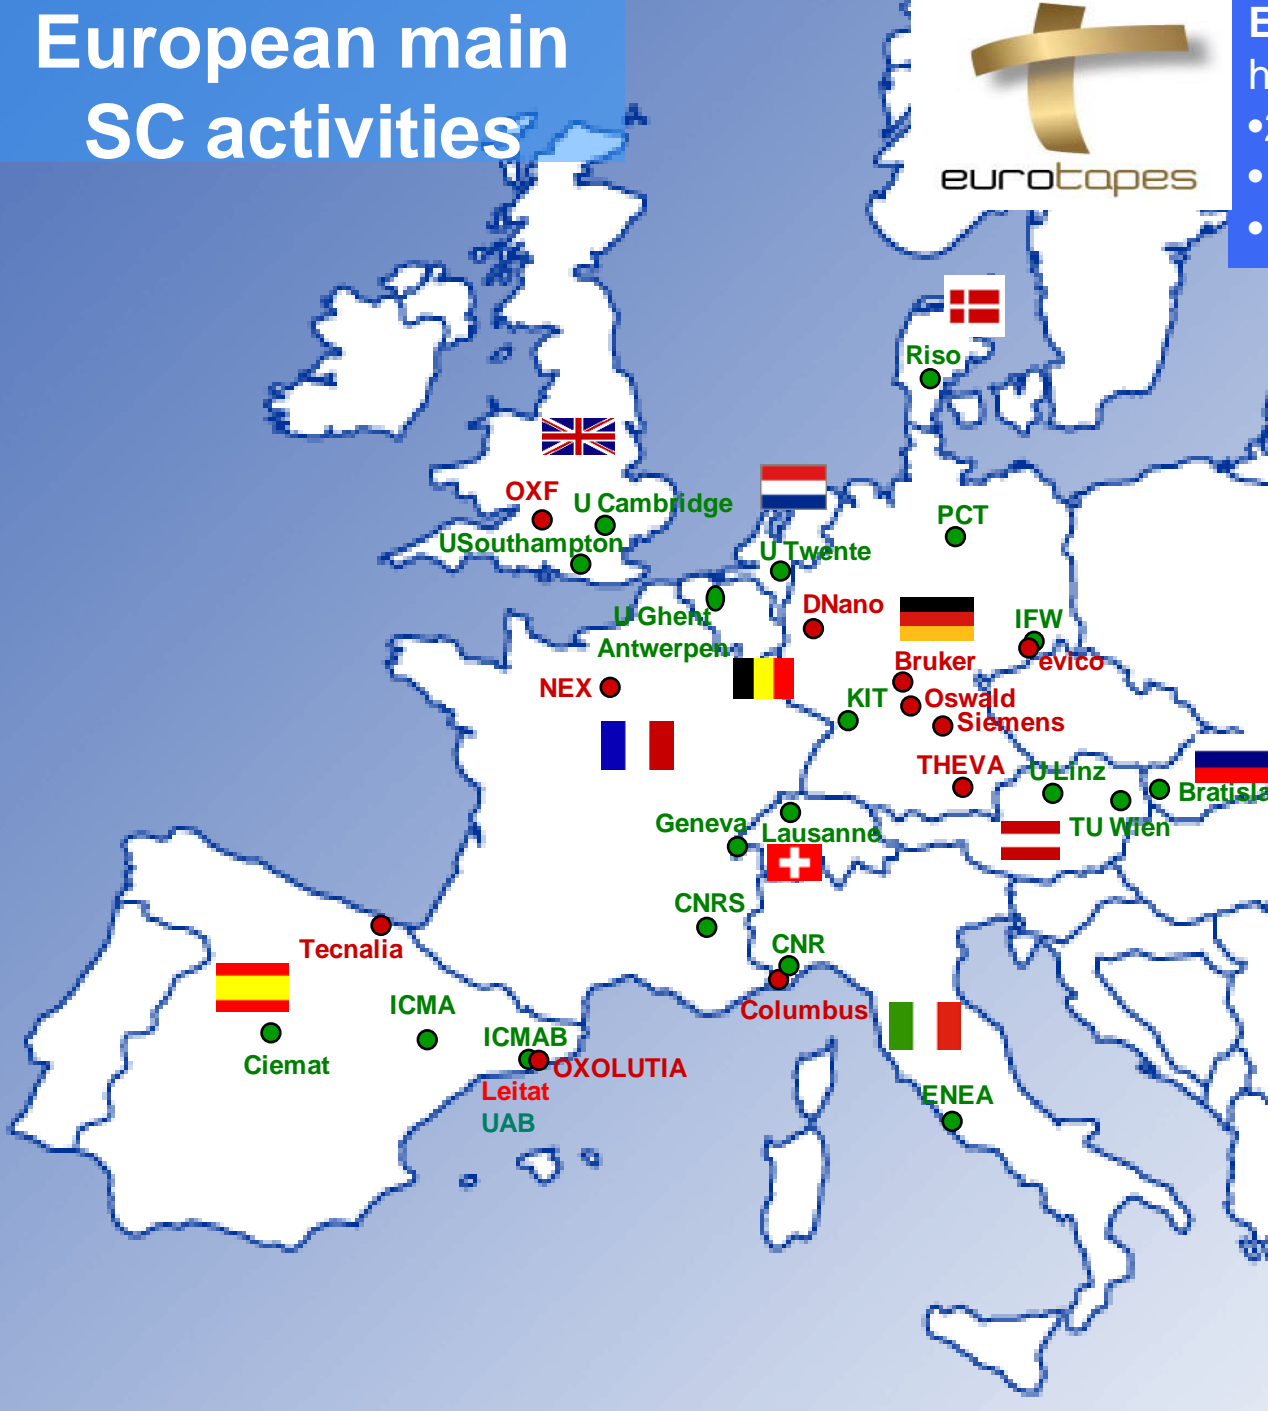 European main
SC activities
eurotapes
Riso
OXF
U Cambridge
USouthampton
PCT
U Twente
DNano
U Ghent
Antwerpen
IFW
evico
Bruker
NEX
KIT
Oswald
Siemens
THEVA
U Linz
TU Wien
Geneva
Lausanne
CNRS
CNR
Tecnalia
Columbus
ICMA
ICMAB
Ciemat
OXOLUTIA
Leitat
UAB
ENEA